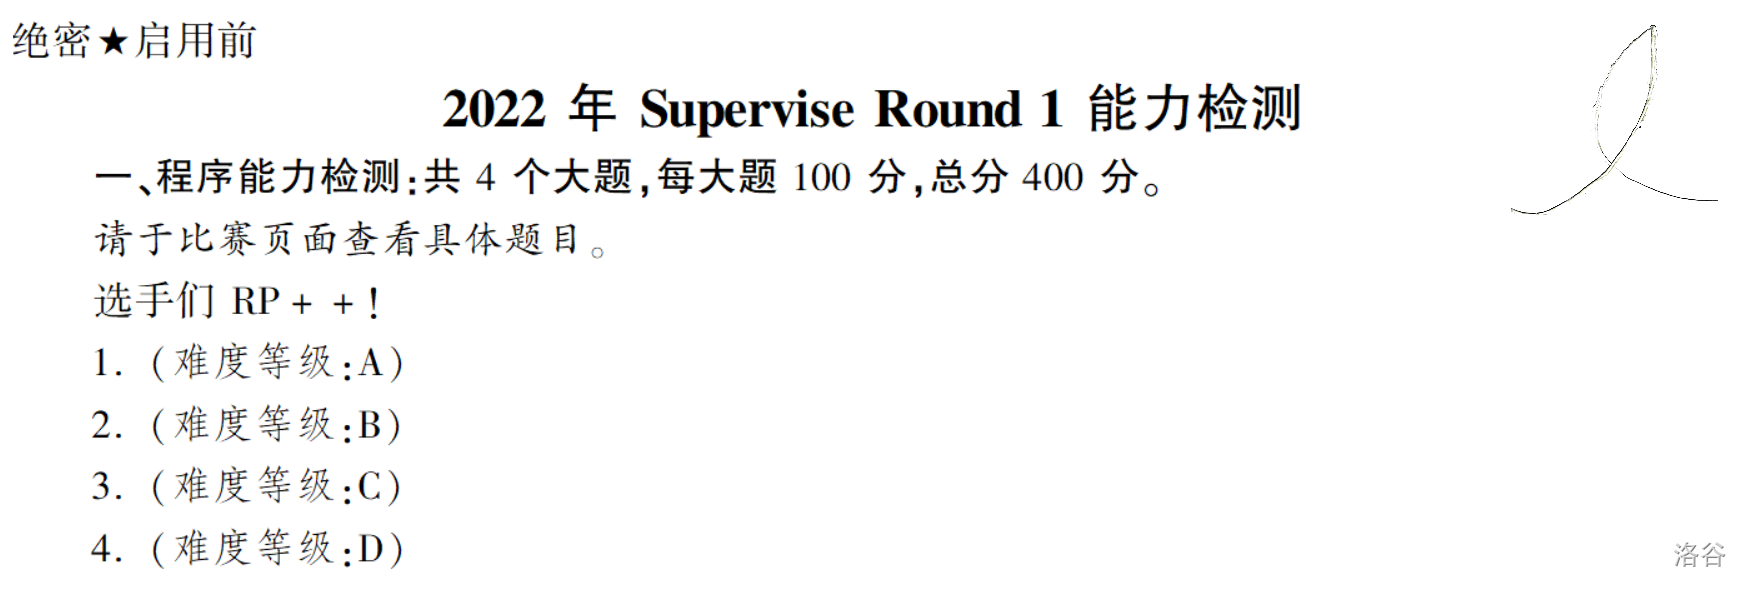 绝密★启用前
2022 年 Supervise Round 1 能力检测
一、程序能力检测:共 4 个大题,每大题 100 分,总分 400 分。
请于比赛页面查看具体题目。
选手们 RP++!
1. (难度等级:A)
2. (难度等级:B)
3. (难度等级:C)
4. (难度等级:D)
洛谷